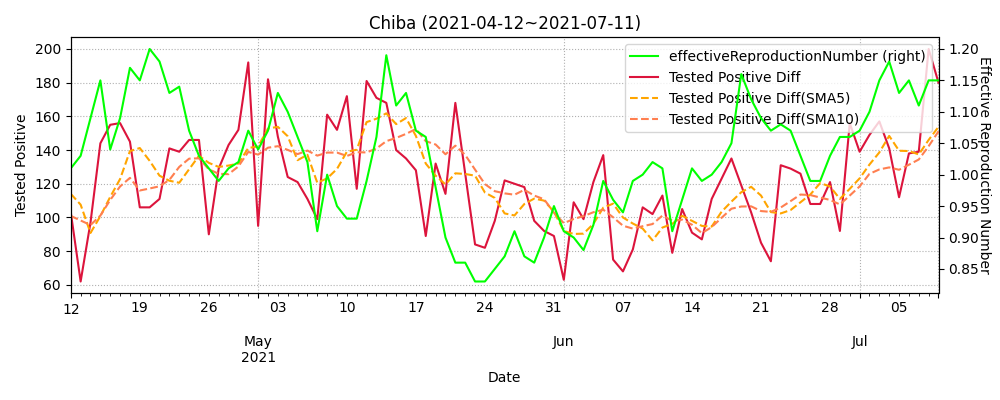 Chiba (2021-04-12~2021-07-11)
effectiveReproductionNumber (right)
Tested Positive Diff
Tested Positive Diff(SMA5)
Tested Positive Diff(SMA10)
Tested Positive
200
180
160
140
120
100
80
60
1.20
1.15
1.10
1.05
1.00
0.95
0.90
0.85
Effective Reproduction Number
12 19 26 03 10 17 24 31 07 14 21 28 05
May Jun Jul
2021
Date